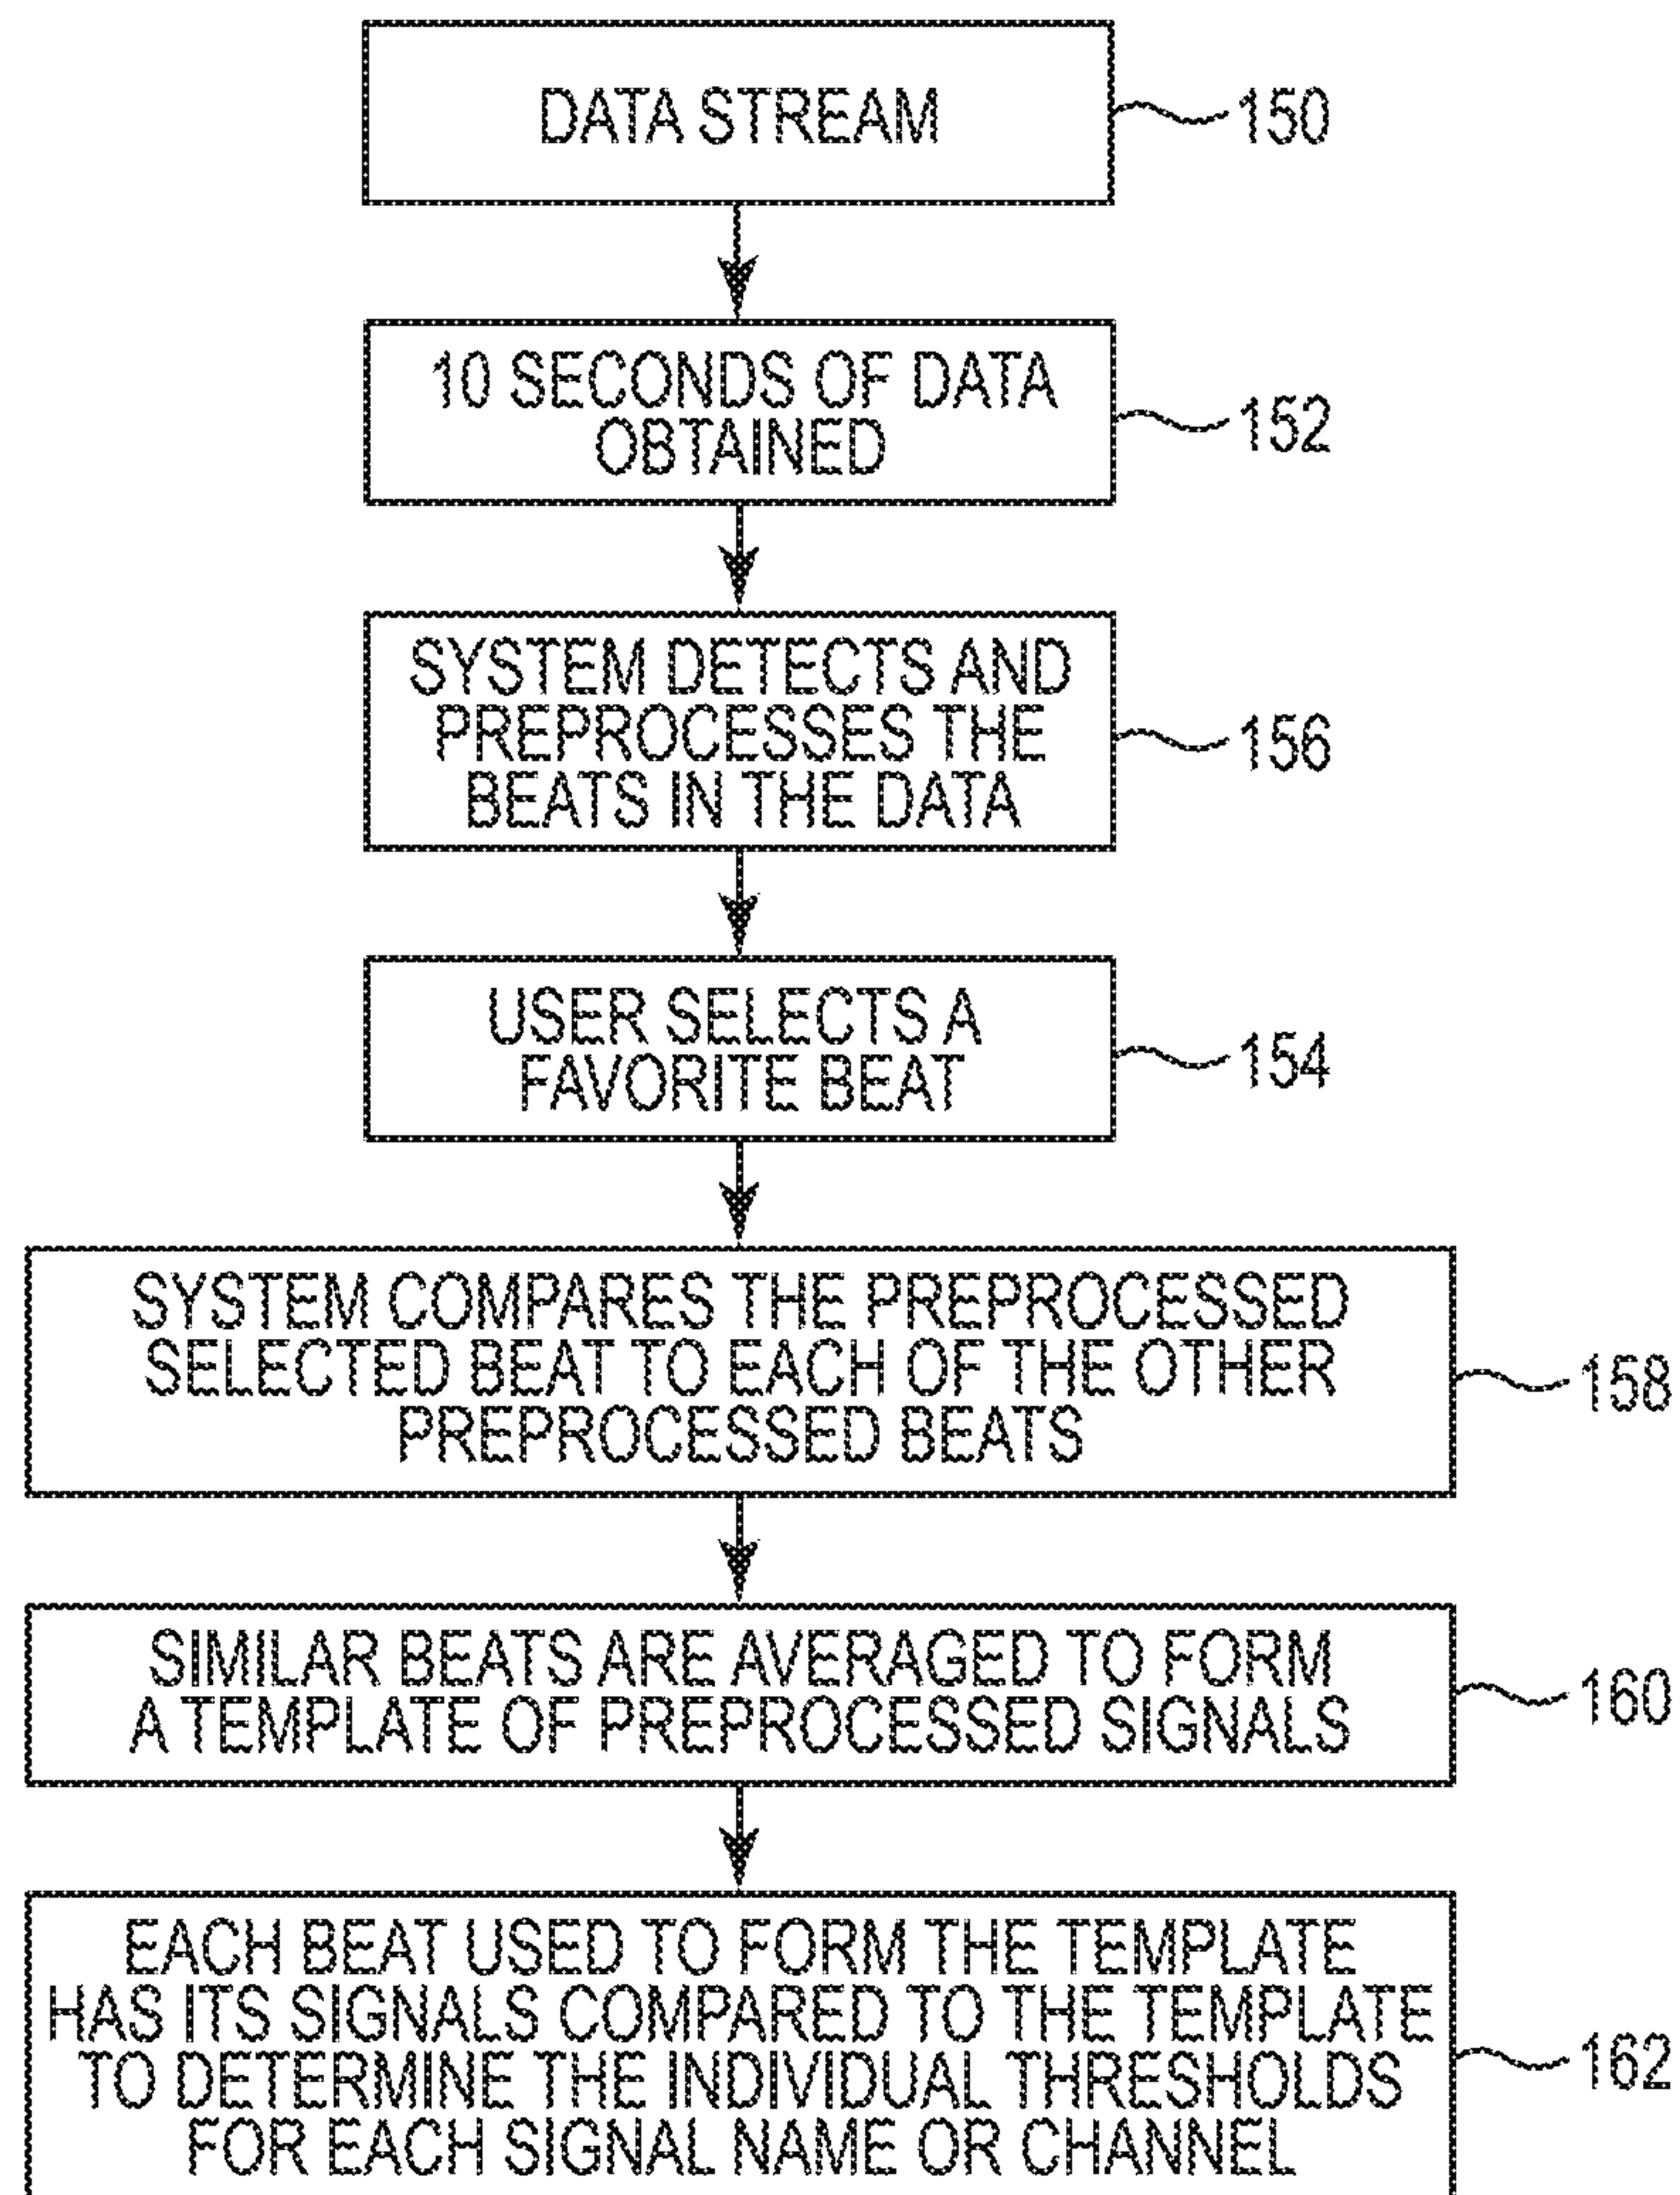 DATA STREAM
150
10 SECONDS OF DATA
OBTAINED
152
SYSTEM DETECTS AND
PREPROCESSES THE
BEATS IN THE DATA
156
USER SELECTS A
FAVORITE BEAT
154
SYSTEM COMPARES THE PREPROCESSED
SELECTED BEAT TO EACH OF THE OTHER
PREPROCESSED BEATS
158
SIMILAR BEATS ARE AVERAGED TO FORM
A TEMPLATE OF PREPROCESSED SIGNALS
160
EACH BEAT USED TO FORM THE TEMPLATE
HAS ITS SIGNALS COMPARED TO THE TEMPLATE
TO DETERMINE THE INDIVIDUAL THRESHOLDS
FOR EACH SIGNAL NAME OR CHANNEL
162